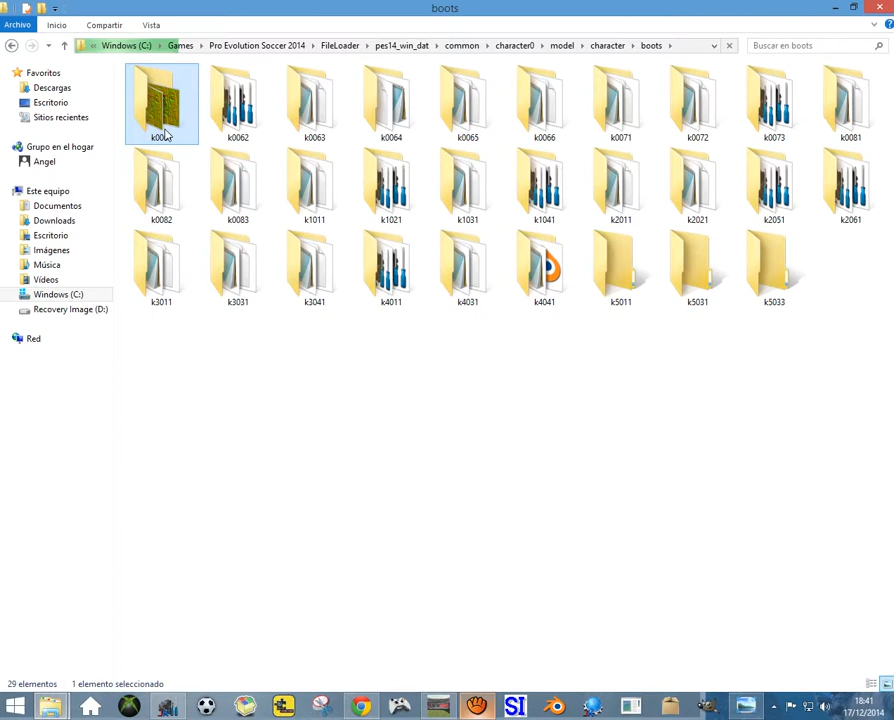 boots
Archivo Inicio Compartir Vista
« Windows (C:) Games Pro Evolution Soccer 2014 FileLoader pes14_win_dat common character0 model character boots
Buscar en boots
Favoritos
Descargas
Escritorio
Sitios recientes
Grupo en el hogar
Angel
Este equipo
Documentos
Downloads
Escritorio
Imágenes
Música
Vídeos
Windows (C:)
Recovery Image (D:)
Red
k0062 k0063 k0064 k0065 k0066 k0071 k0072 k0073 k0081
k0082 k0083 k1011 k1021 k1031 k1041 k2011 k2021 k2051 k2061
k3011 k3031 k3041 k4011 k4031 k4041 k5011 k5031 k5033
29 elementos 1 elemento seleccionado
SI
18:41
17/12/2014